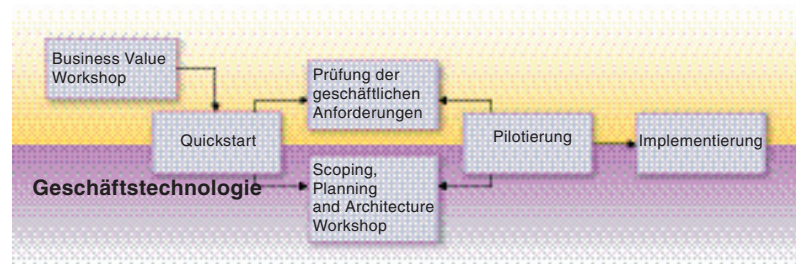 Business Value
Workshop
Quickstart
Prüfung der
geschäftlichen
Anforderungen
Scoping,
Planning
and Architecture
Workshop
Pilotierung
Implementierung
Geschäftstechnologie